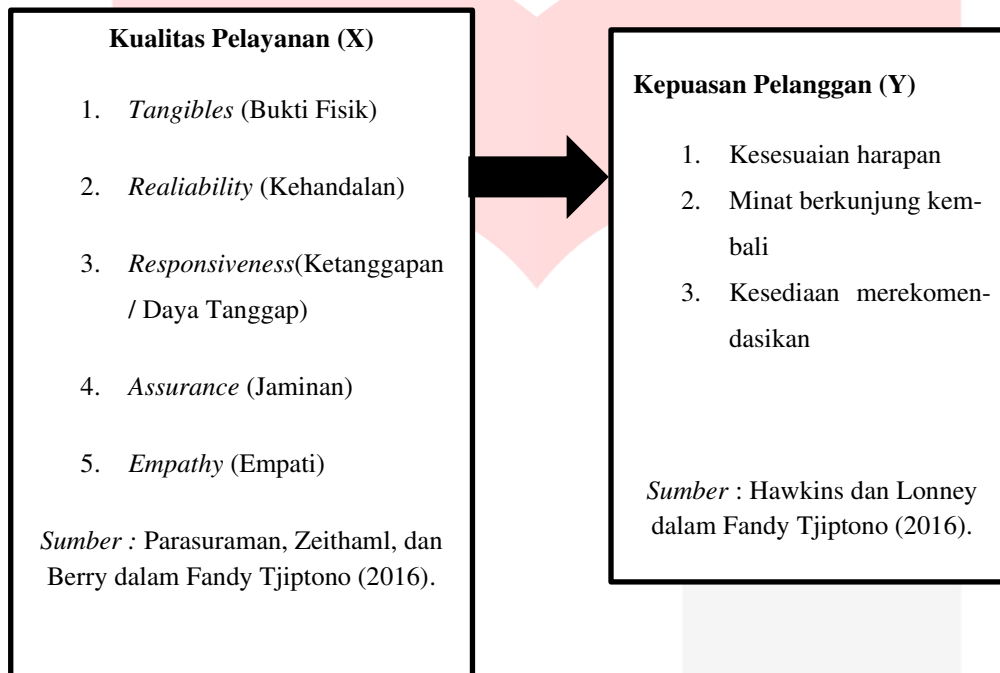 Kualitas Pelayanan (X)
1. Tangibles (Bukti Fisik)
2. Realiability (Kehandalan)
3. Responsiveness(Ketanggapan
/ Daya Tanggap)
4. Assurance (Jaminan)
5. Empathy (Empati)
Sumber : Parasuraman, Zeithaml, dan
Berry dalam Fandy Tjiptono (2016).
Kepuasan Pelanggan (Y)
1. Kesesuaian harapan
2. Minat berkunjung kem-
bali
3. Kesediaan merekomen-
dasikan
Sumber : Hawkins dan Lonney
dalam Fandy Tjiptono (2016).